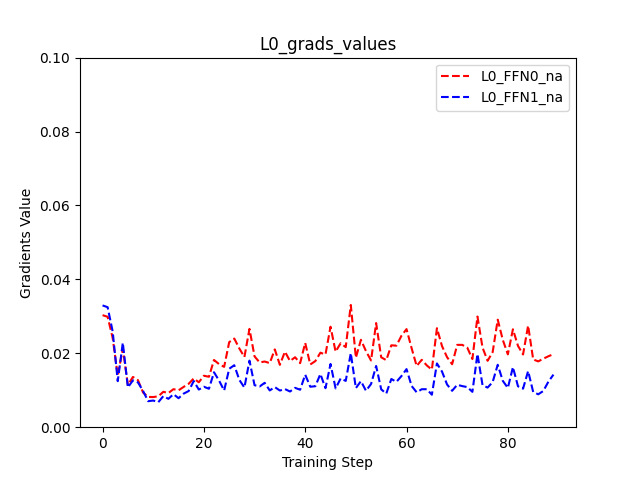 L0_grads_values
L0_FFN0_na
L0_FFN1_na
0.10
0.08
0.06
0.04
0.02
0.00
Gradients Value
0
20
40
60
80
Training Step